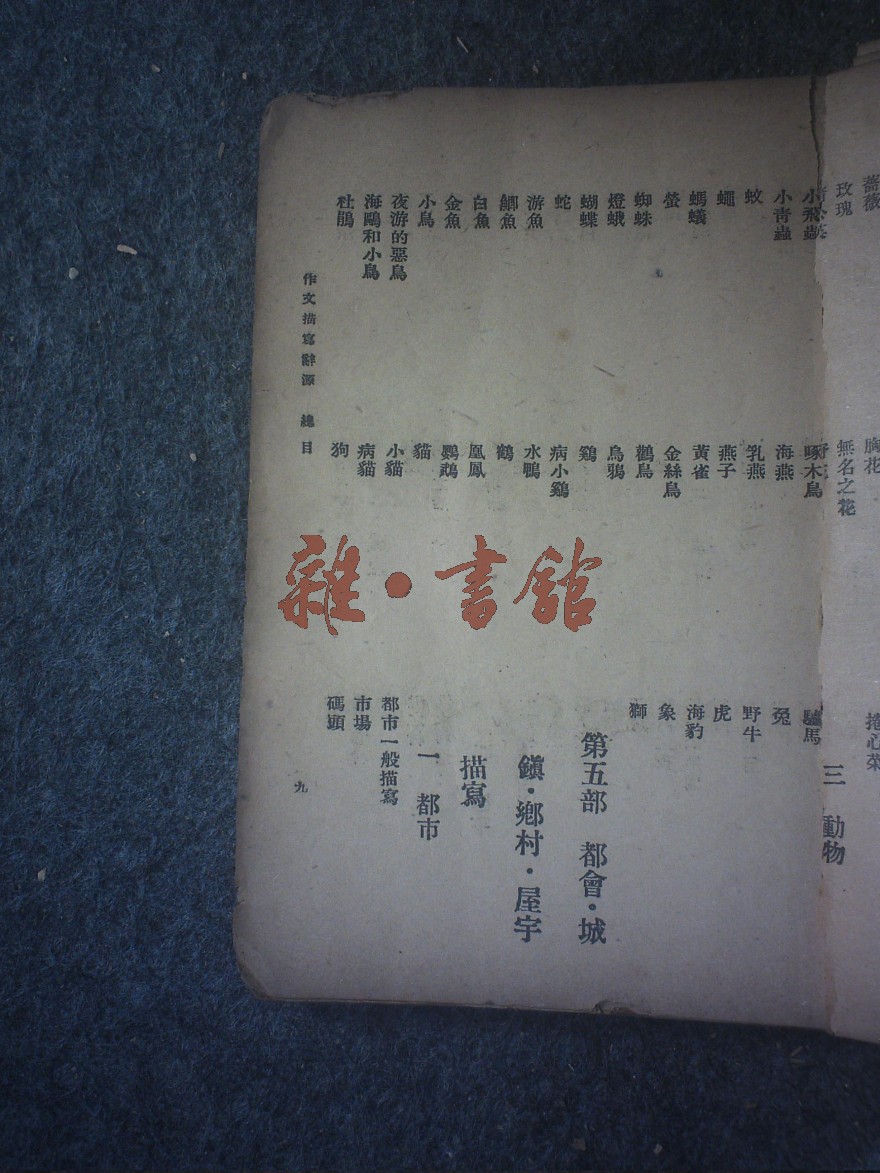 薔薇
玫瑰
無名之花
捲心菜
三 動物
小飛蟲
小青蟲
蚊
蠅
螞蟻
螢
蜘蛛
燈蛾
蝴蝶
蛇
游魚
鯽魚
白魚
金魚
小鳥
夜游的惡鳥
海鷗和小鳥
杜鵑
啄木鳥
海燕
乳燕
燕子
黃雀
金絲鳥
鸛鳥
烏鴉
鷄
病小鷄
水鴨
鶴
凰鳳
鸚鵡
貓
小貓
病貓
狗
驢馬
兔
野牛
虎
海豹
象
獅
第五部 都會·城
鎭·鄉村·屋宇
描寫
一 都市
都市一般描寫
市場
碼頭
作文描寫辭源 總目
九
雜·書館